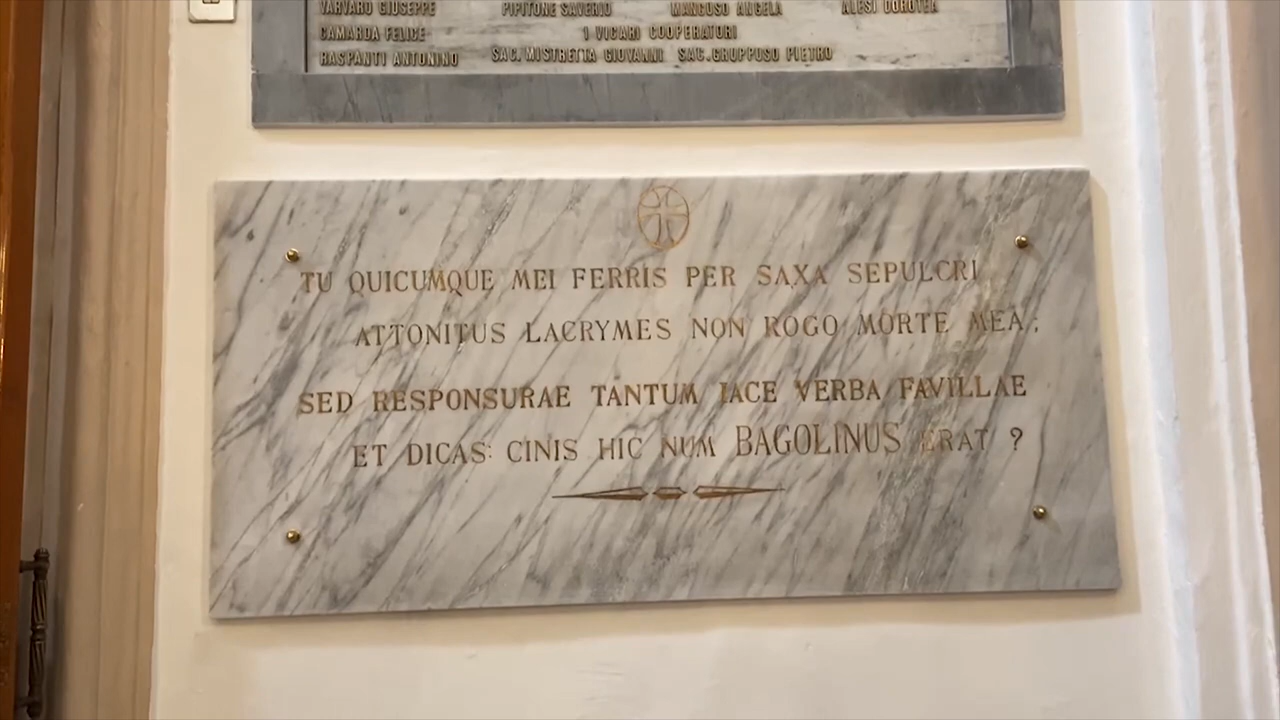 VARVARO GIUSEPPE PIPITONE SAVERIO MANCUSO ANGELA ALESI DOROTEA
CAMARDA FELICE I VICARI COOPERATORI
RASPANTI ANTONINO SAC. MISTRETTA GIOVANNI SAC. GRUPPUSO PIETRO
TU QUICUMQUE MEI FERRIS PER SAXA SEPULCRI
ATTONITUS LACRYMES NON ROGO MORTE MEA;
SED RESPONSURAE TANTUM IACE VERBA FAVILLAE
ET DICAS: CINIS HIC NUM BAGOLINUS ERAT ?